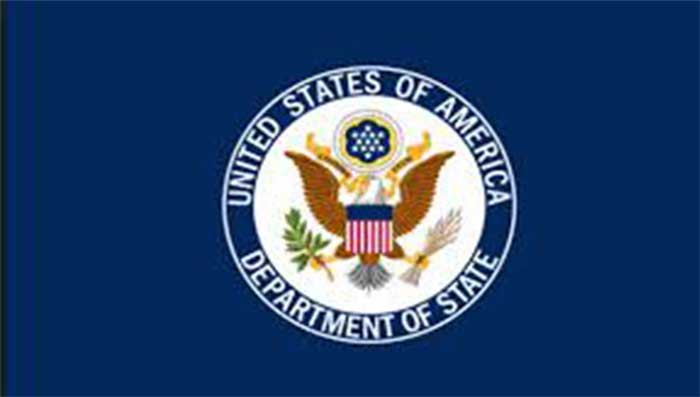 UNITED STATES OF AMERICA
DEPARTMENT OF STATE